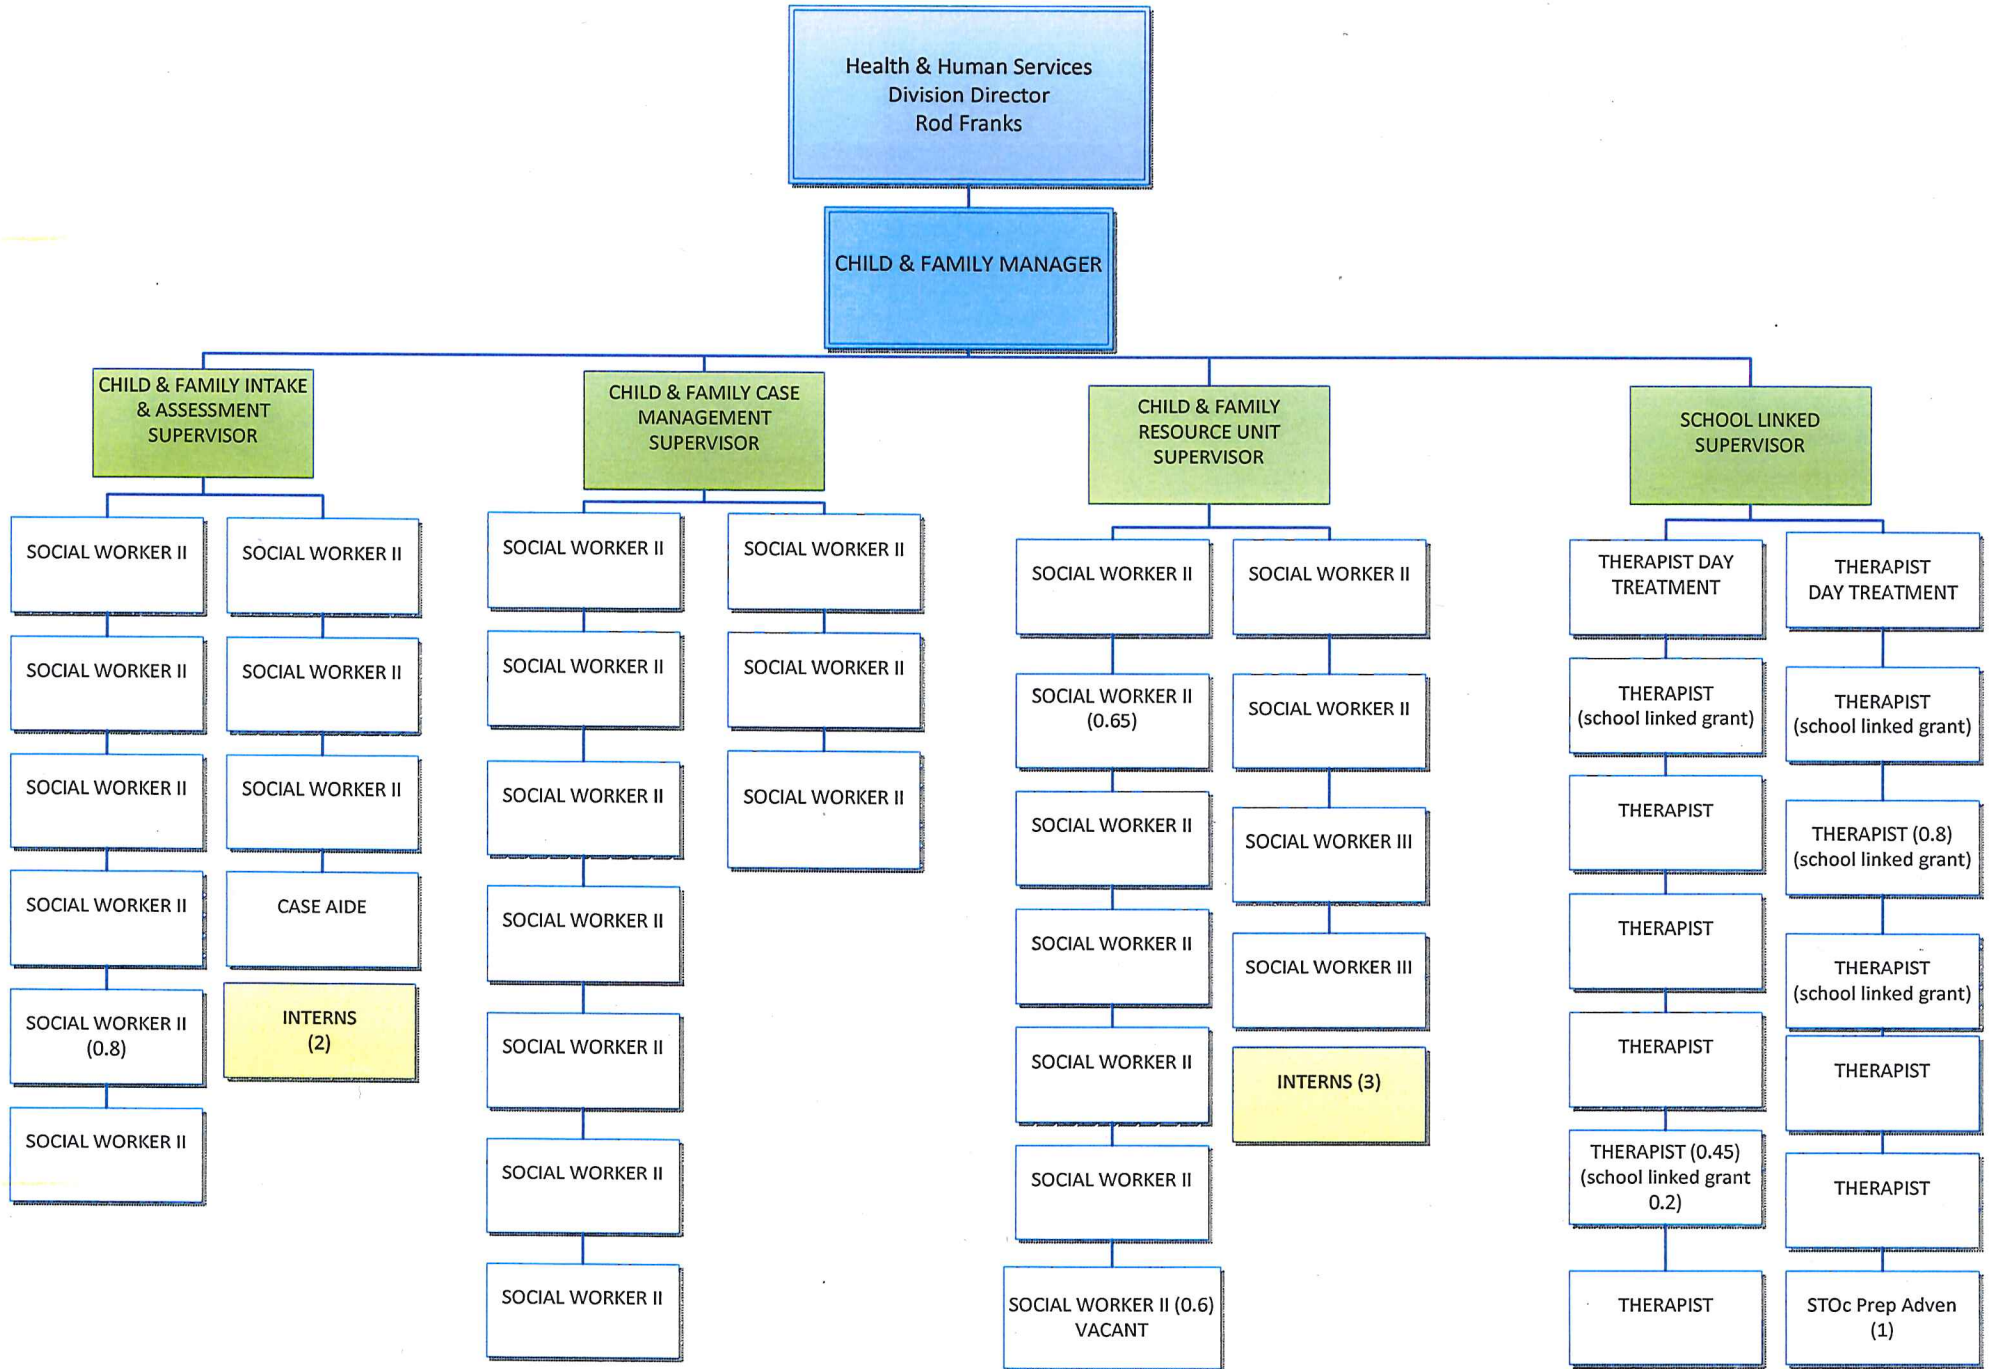 Health & Human Services
Division Director
Rod Franks
CHILD & FAMILY MANAGER
CHILD & FAMILY INTAKE
& ASSESSMENT
SUPERVISOR
SOCIAL WORKER II
SOCIAL WORKER II
SOCIAL WORKER II
SOCIAL WORKER II
SOCIAL WORKER II
(0.8)
SOCIAL WORKER II
SOCIAL WORKER II
SOCIAL WORKER II
SOCIAL WORKER II
CASE AIDE
INTERNS
(2)
CHILD & FAMILY CASE
MANAGEMENT
SUPERVISOR
SOCIAL WORKER II
SOCIAL WORKER II
SOCIAL WORKER II
SOCIAL WORKER II
SOCIAL WORKER II
SOCIAL WORKER II
SOCIAL WORKER II
SOCIAL WORKER II
SOCIAL WORKER II
SOCIAL WORKER II
CHILD & FAMILY
RESOURCE UNIT
SUPERVISOR
SOCIAL WORKER II
SOCIAL WORKER II
(0.65)
SOCIAL WORKER II
SOCIAL WORKER II
SOCIAL WORKER II
SOCIAL WORKER II
SOCIAL WORKER II (0.6)
VACANT
SOCIAL WORKER II
SOCIAL WORKER II
SOCIAL WORKER III
SOCIAL WORKER III
INTERNS (3)
SCHOOL LINKED
SUPERVISOR
THERAPIST DAY
TREATMENT
THERAPIST
(school linked grant)
THERAPIST
THERAPIST
THERAPIST
THERAPIST (0.45)
(school linked grant
0.2)
THERAPIST
THERAPIST
DAY TREATMENT
THERAPIST
(school linked grant)
THERAPIST (0.8)
(school linked grant)
THERAPIST
(school linked grant)
THERAPIST
THERAPIST
STOc Prep Adven
(1)